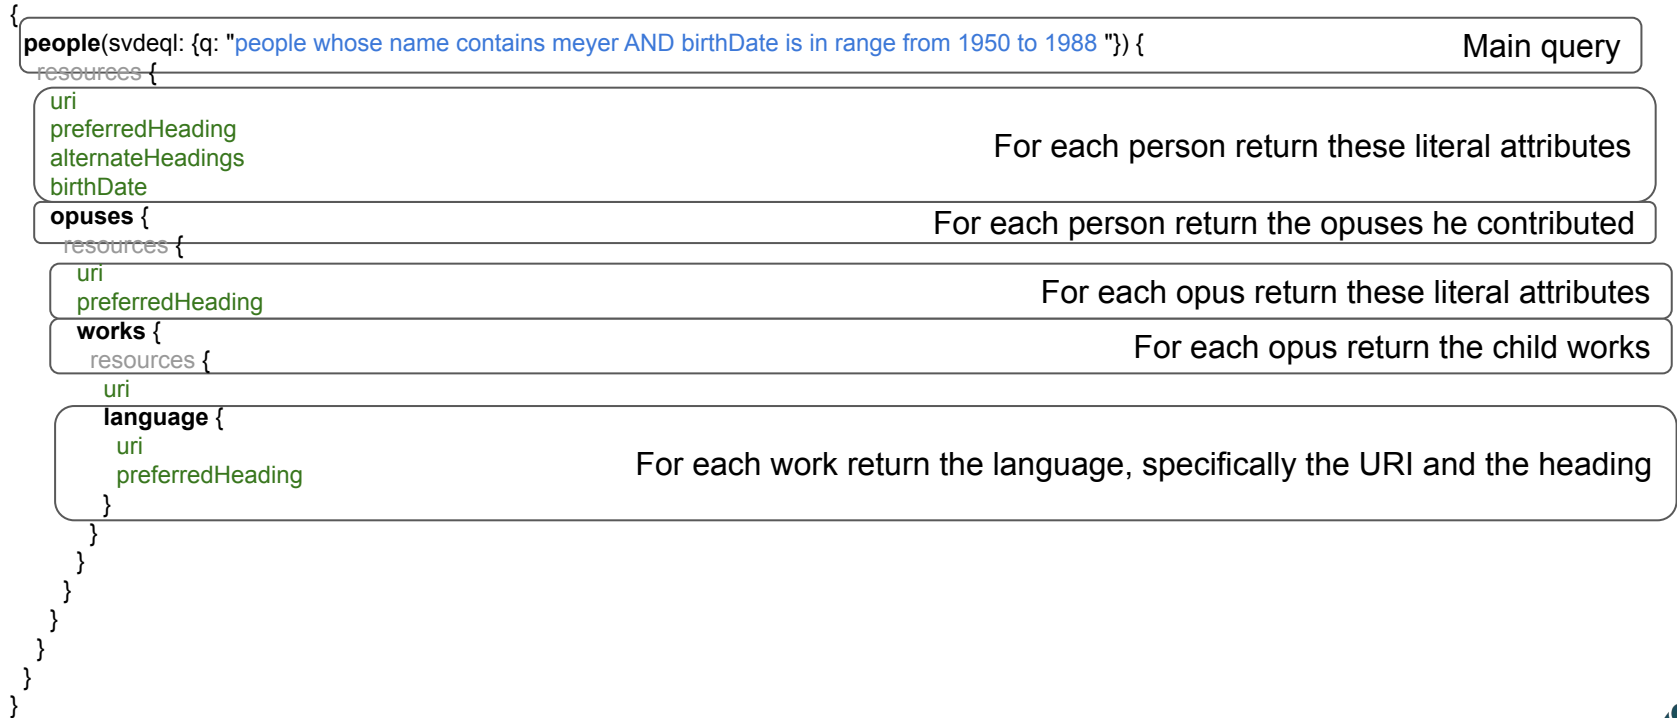 {
people(svdeql: {q: "people whose name contains meyer AND birthDate is in range from 1950 to 1988 "}) { Main query
resources {
uri
preferredHeading
For each person return these literal attributes
alternateHeadings
birthDate
opuses { For each person return the opuses he contributed
resources {
uri
preferredHeading For each opus return these literal attributes
works {
For each opus return the child works
resources {
uri
language {
uri
For each work return the language, specifically the URI and the heading
preferredHeading
}
}
}
}
}
}
}
}